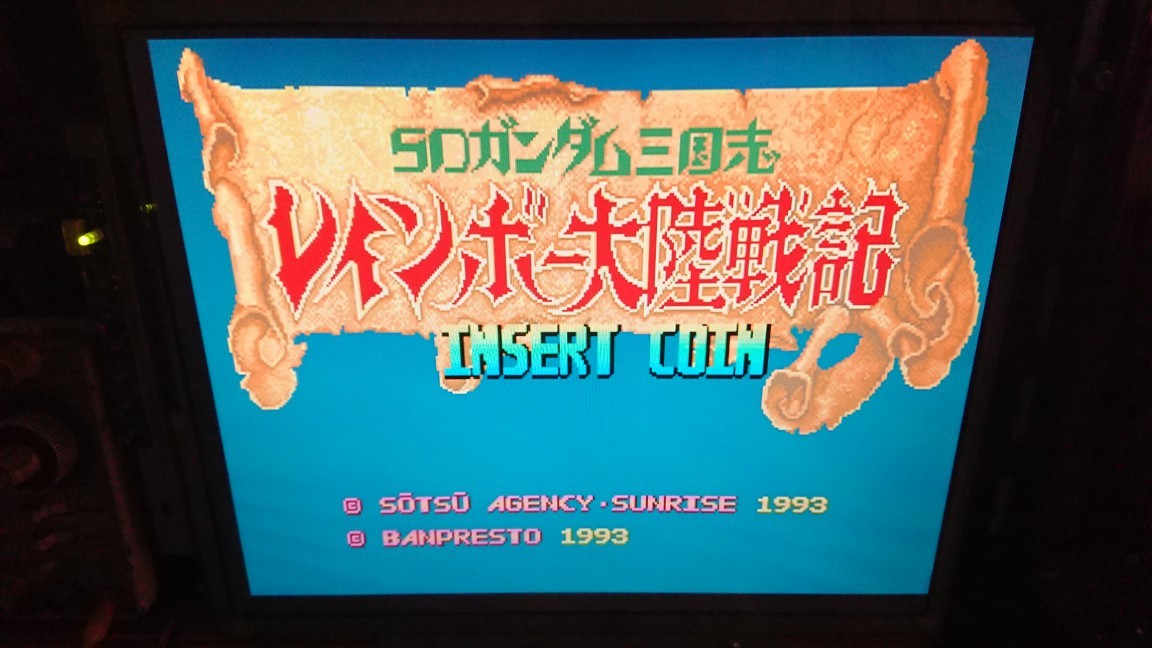 SDガンダム三国志
レインボー大陸戦記
INSERT COIN
© SŌTSŪ AGENCY・SUNRISE 1993
© BANPRESTO 1993